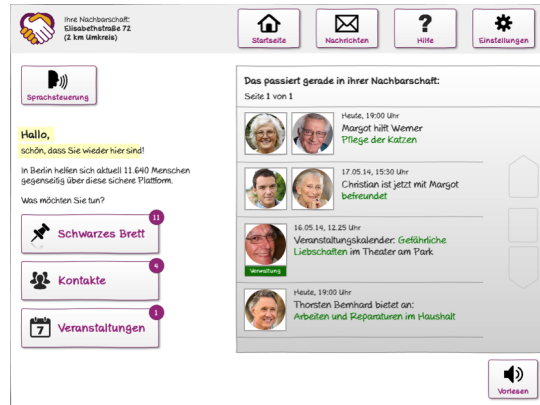 Ihre Nachbarschaft:
Elisabethstraße 72
(2 km Umkreis)
Startseite
Nachrichten
?
Hilfe
Einstellungen
Sprachsteuerung
Hallo,
schön, dass Sie wieder hier sind!
In Berlin helfen sich aktuell 11.640 Menschen
gegenseitig über diese sichere Plattform.
Was möchten Sie tun?
Schwarzes Brett
11
Kontakte
4
7
Veranstaltungen
1
Das passiert gerade in ihrer Nachbarschaft:
Seite 1 von 1
Heute, 19:00 Uhr
Margot hilft Werner
Pflege der Katzen
17.05.14, 15:30 Uhr
Christian ist jetzt mit Margot
befreundet
16.05.14, 12.25 Uhr
Veranstaltungskalender: Gefährliche
Liebschaften im Theater am Park
Verwaltung
Heute, 19:00 Uhr
Thorsten Bernhard bietet an:
Arbeiten und Reparaturen im Haushalt
Vorlesen